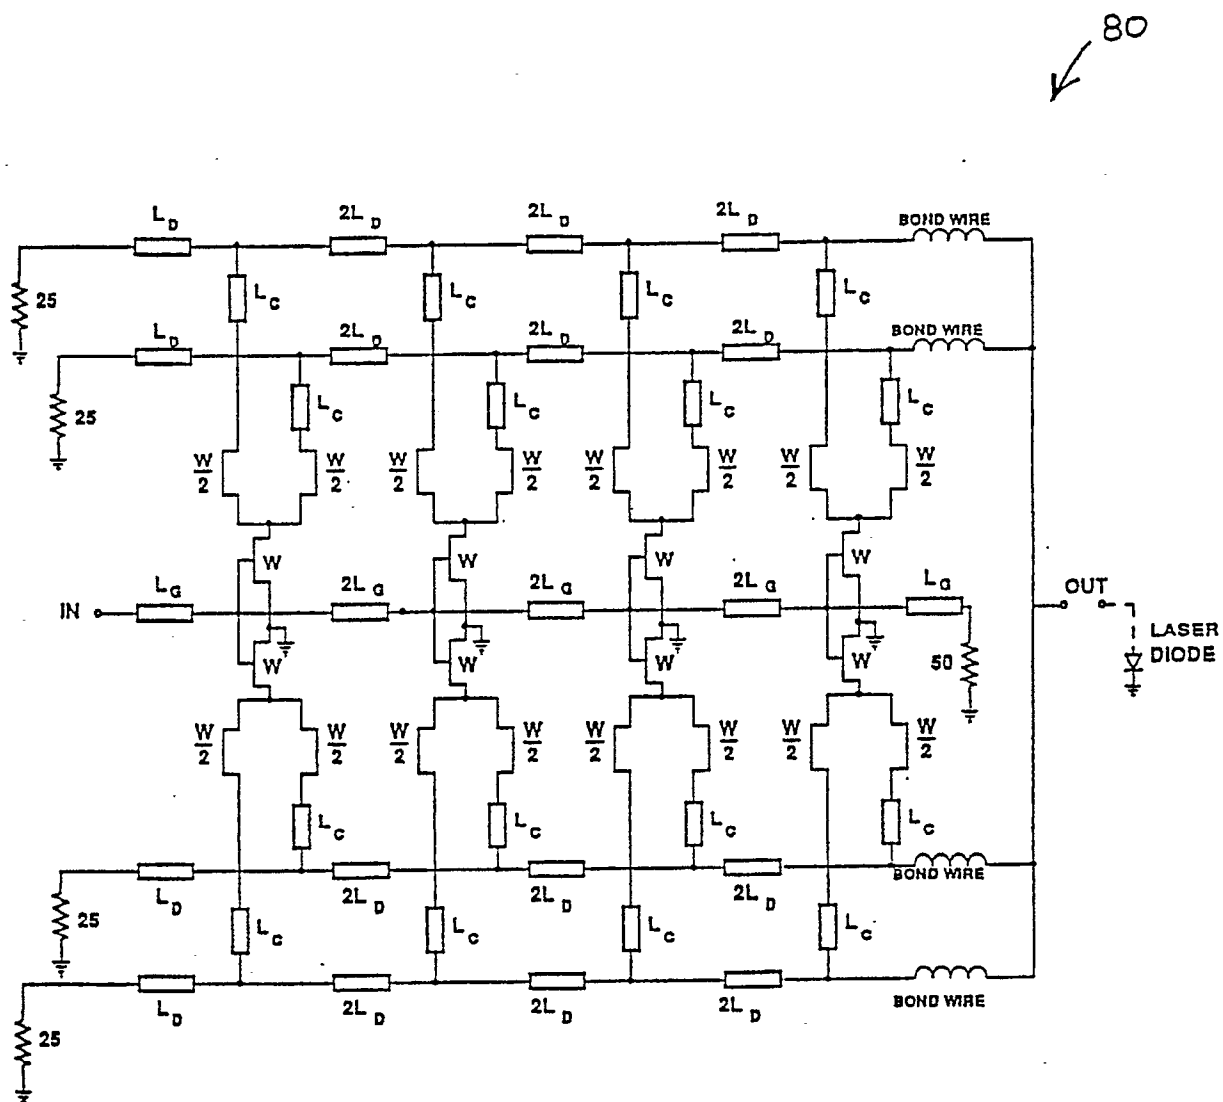 80
L_D 2L_D 2L_D 2L_D BOND WIRE
25 L_C L_C L_C L_C
L_D 2L_D 2L_D 2L_D BOND WIRE
25 L_C L_C L_C L_C
W/2 W/2 W/2 W/2 W/2 W/2 W/2 W/2
W W W W
IN L_G 2L_G 2L_G 2L_G L_G OUT
LASER
DIODE
W W W W 50
W/2 W/2 W/2 W/2 W/2 W/2 W/2 W/2
L_C L_C L_C L_C
BOND WIRE
25 L_D 2L_D 2L_D 2L_D
L_C L_C L_C L_C
25 L_D 2L_D 2L_D 2L_D BOND WIRE